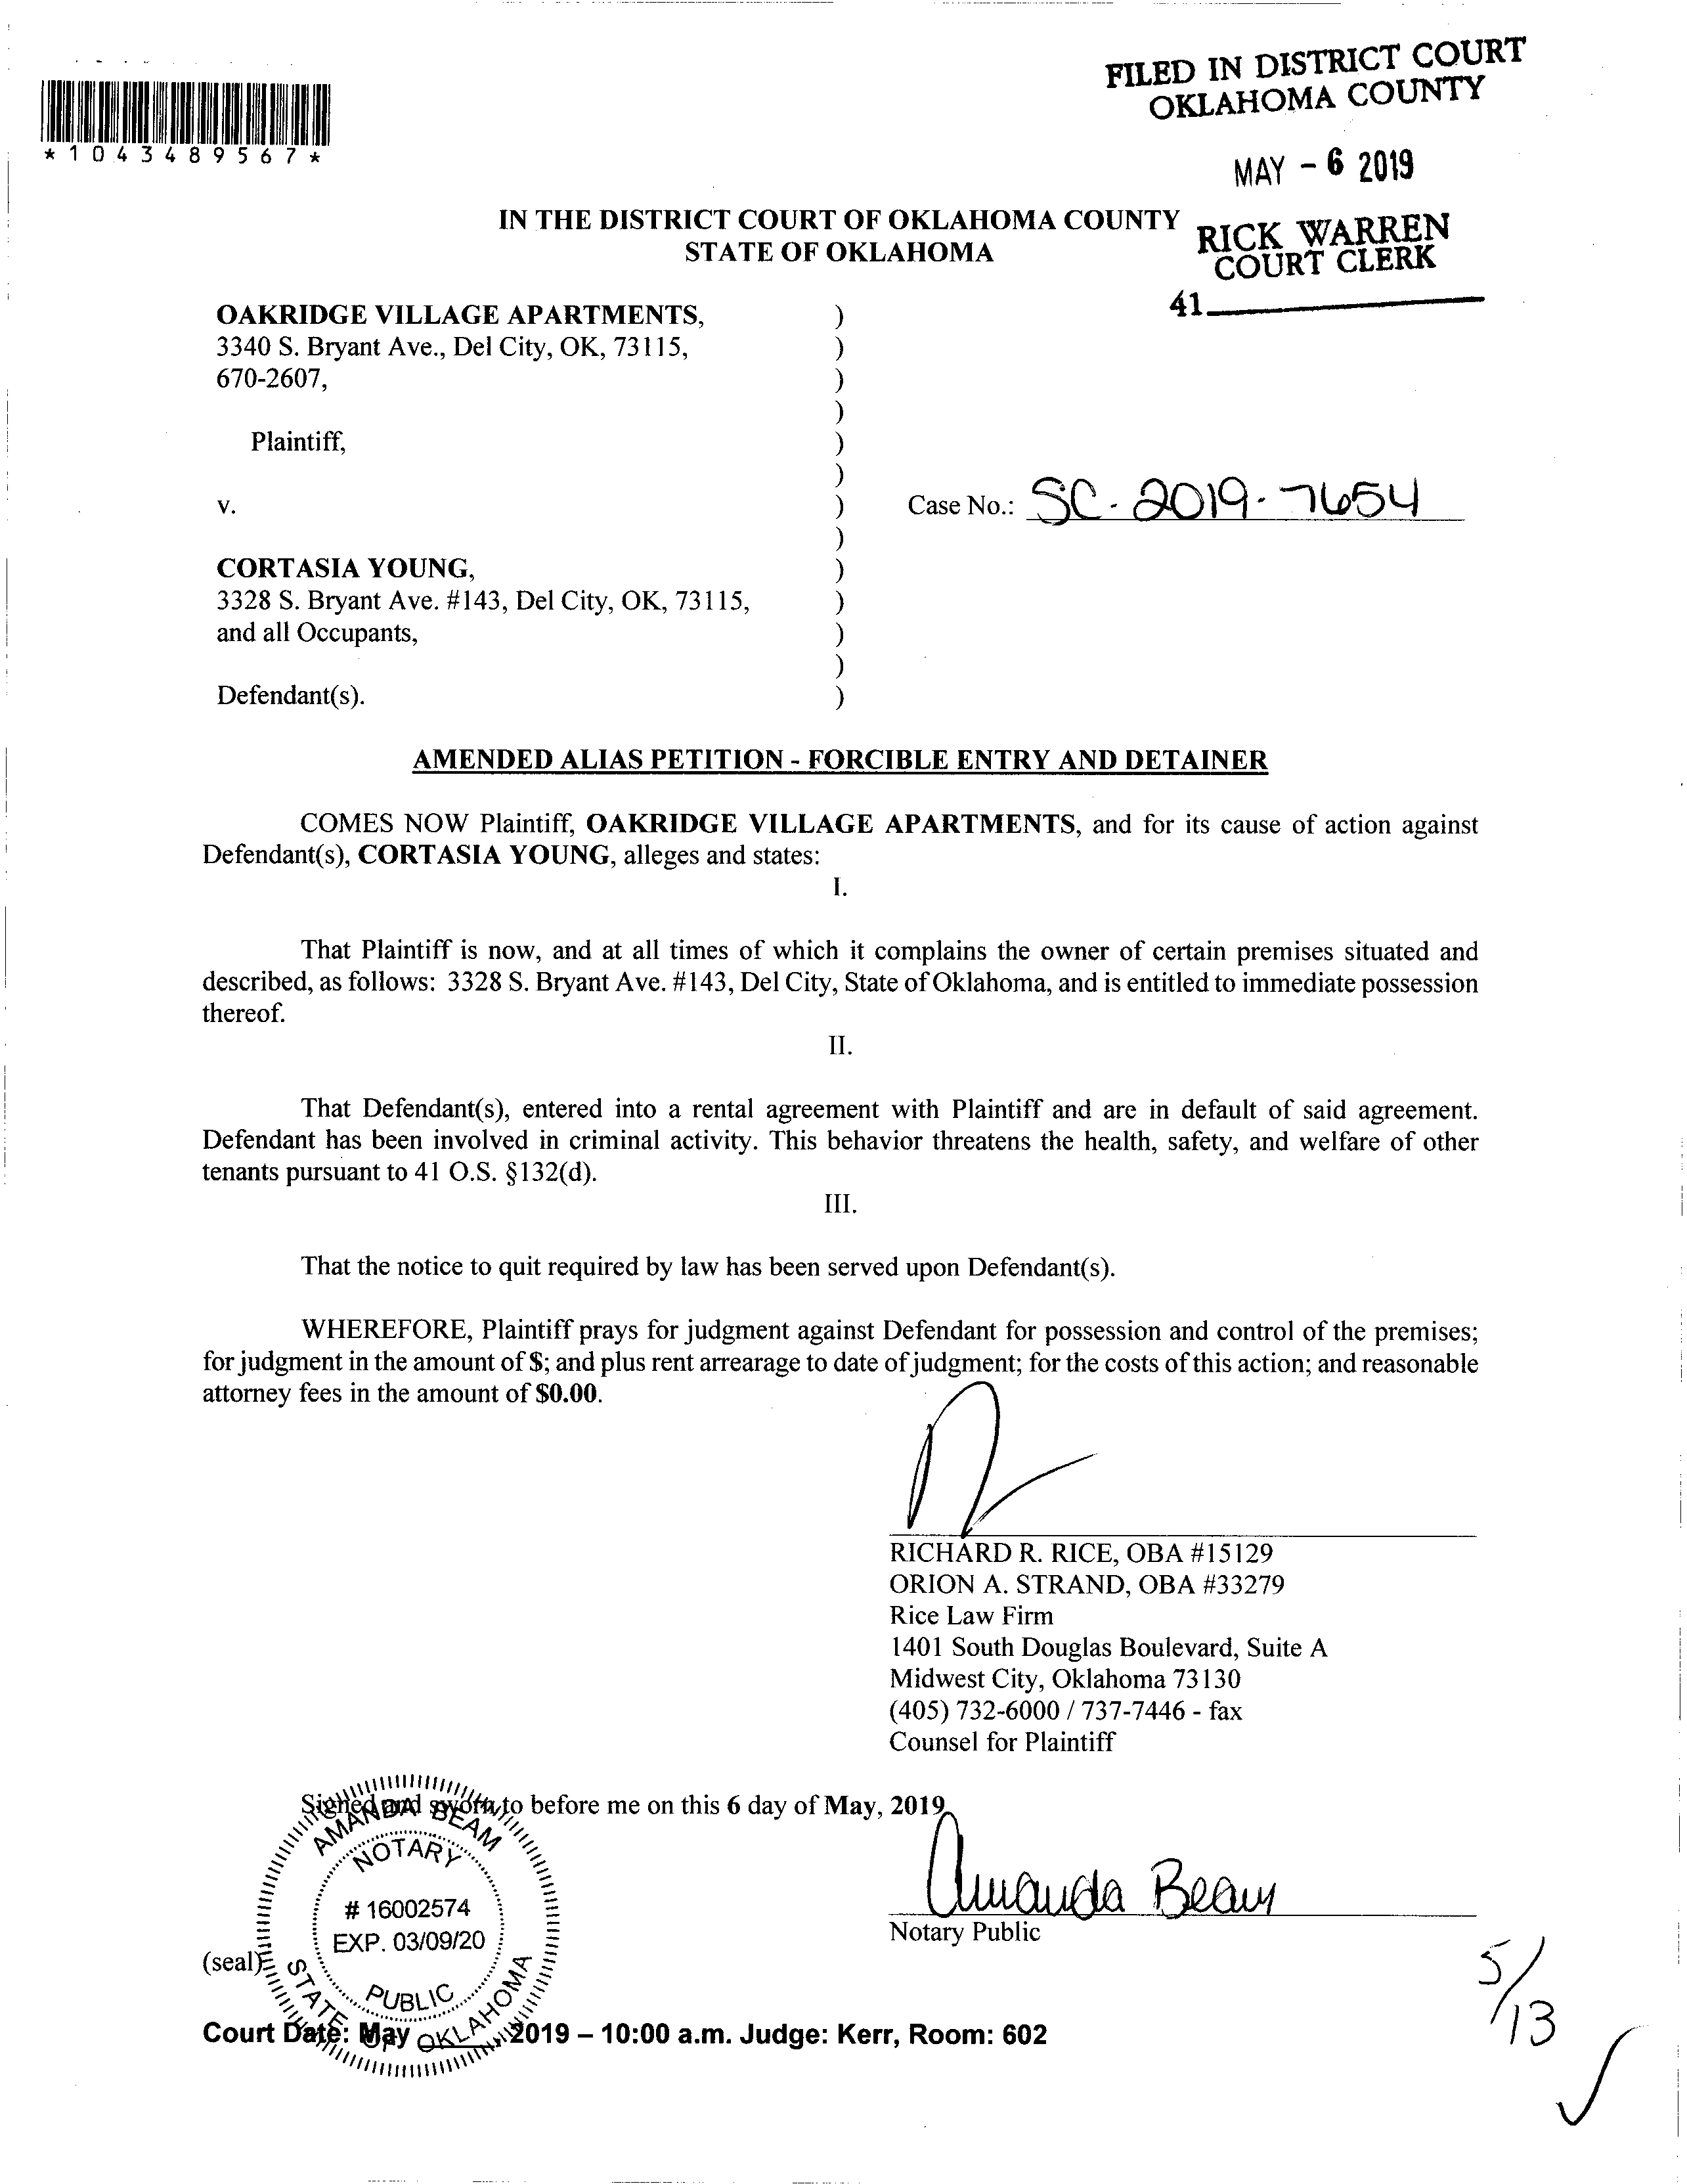 FILED IN DISTRICT COURT
OKLAHOMA COUNTY
*1043489567*
MAY - 6 2019
IN THE DISTRICT COURT OF OKLAHOMA COUNTY
STATE OF OKLAHOMA
RICK WARREN
COURT CLERK
41
OAKRIDGE VILLAGE APARTMENTS, )
3340 S. Bryant Ave., Del City, OK, 73115, )
670-2607, )
)
Plaintiff, )
)
v. ) Case No.: SC-2019-7654
)
CORTASIA YOUNG, )
3328 S. Bryant Ave. #143, Del City, OK, 73115, )
and all Occupants, )
)
Defendant(s). )
AMENDED ALIAS PETITION - FORCIBLE ENTRY AND DETAINER
COMES NOW Plaintiff, OAKRIDGE VILLAGE APARTMENTS, and for its cause of action against
Defendant(s), CORTASIA YOUNG, alleges and states:
I.
That Plaintiff is now, and at all times of which it complains the owner of certain premises situated and
described, as follows: 3328 S. Bryant Ave. #143, Del City, State of Oklahoma, and is entitled to immediate possession
thereof.
II.
That Defendant(s), entered into a rental agreement with Plaintiff and are in default of said agreement.
Defendant has been involved in criminal activity. This behavior threatens the health, safety, and welfare of other
tenants pursuant to 41 O.S. §132(d).
III.
That the notice to quit required by law has been served upon Defendant(s).
WHEREFORE, Plaintiff prays for judgment against Defendant for possession and control of the premises;
for judgment in the amount of $; and plus rent arrearage to date of judgment; for the costs of this action; and reasonable
attorney fees in the amount of $0.00.
RICHARD R. RICE, OBA #15129
ORION A. STRAND, OBA #33279
Rice Law Firm
1401 South Douglas Boulevard, Suite A
Midwest City, Oklahoma 73130
(405) 732-6000 / 737-7446 - fax
Counsel for Plaintiff
Signed and sworn to before me on this 6 day of May, 2019.
AMANDA BEAM
NOTARY
# 16002574
EXP. 03/09/20
PUBLIC
STATE OF OKLAHOMA
Amanda Beam
Notary Public
(seal)
5/13
Court Date: May ____, 2019 – 10:00 a.m. Judge: Kerr, Room: 602